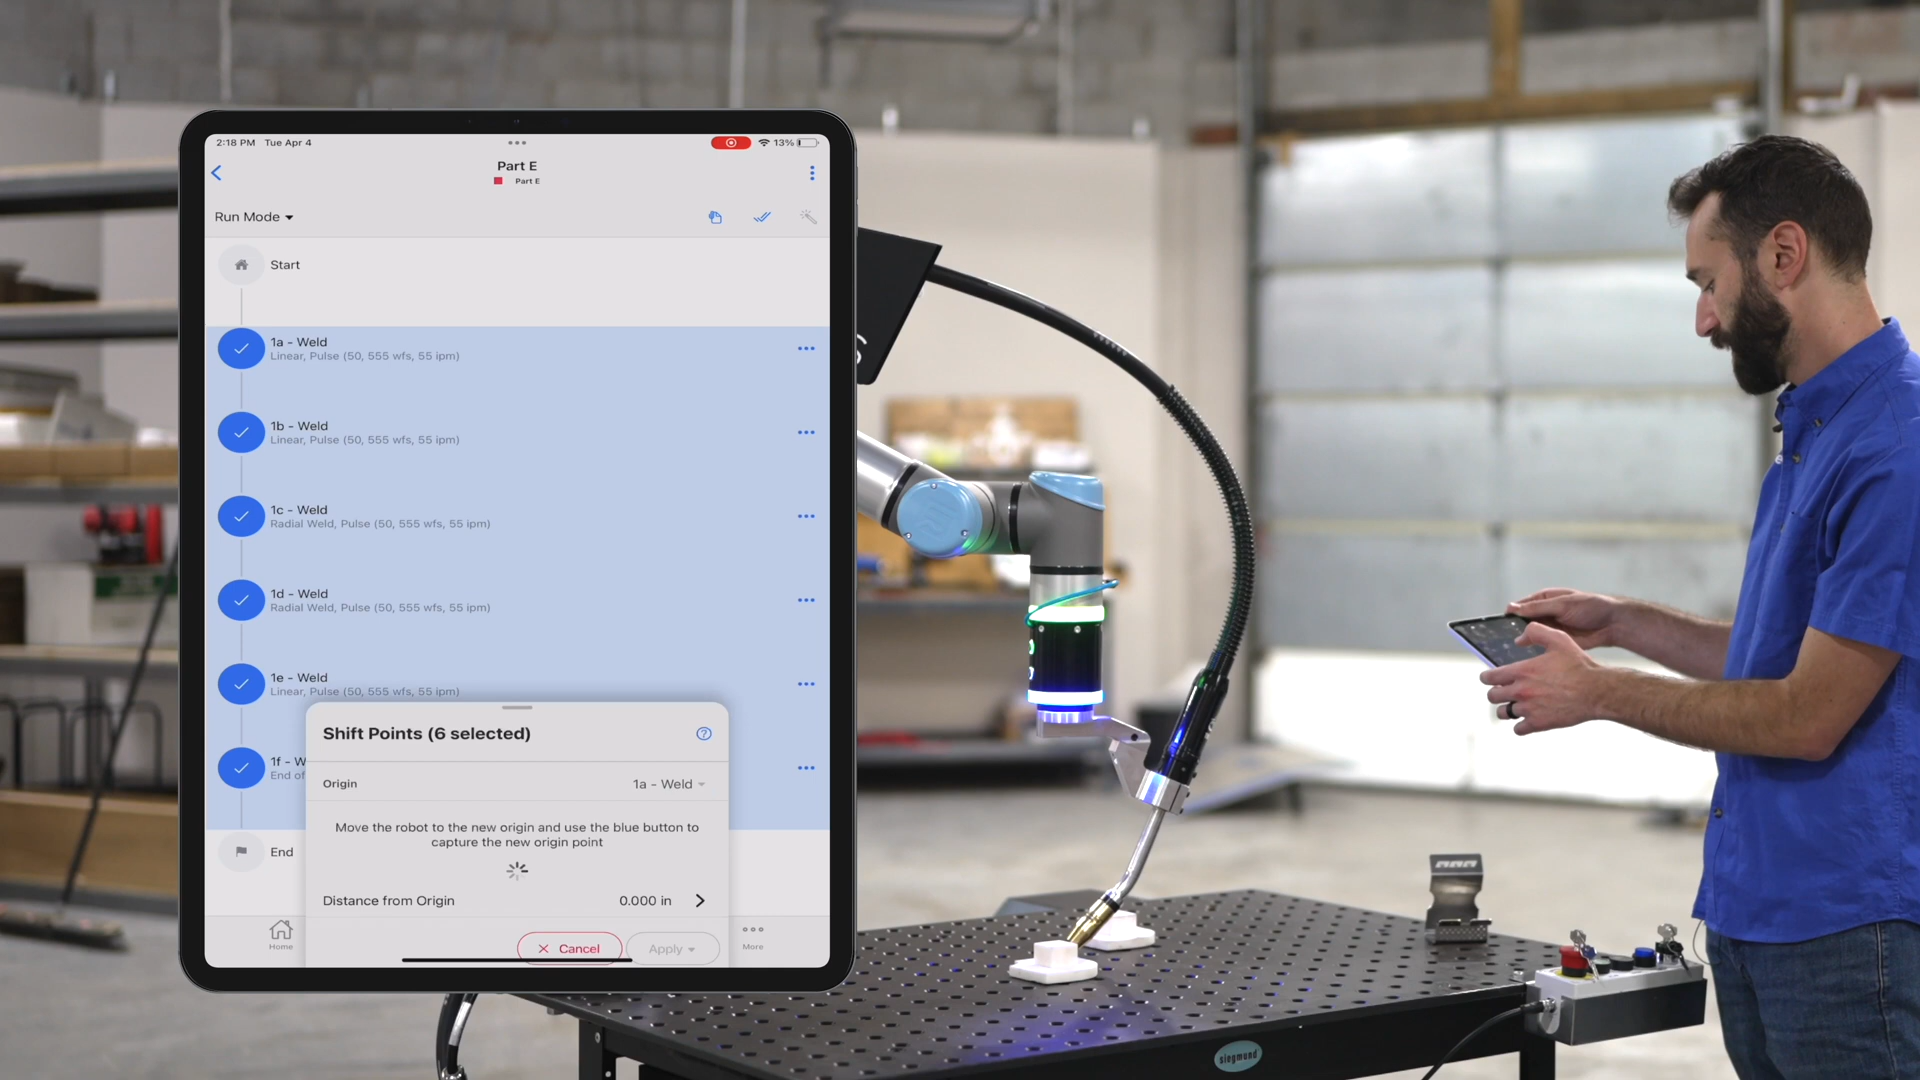 2:18 PM Tue Apr 4
13%
Part E
Part E
Run Mode
Start
1a - Weld
Linear, Pulse (50, 555 wfs, 55 ipm)
1b - Weld
Linear, Pulse (50, 555 wfs, 55 ipm)
1c - Weld
Radial Weld, Pulse (50, 555 wfs, 55 ipm)
1d - Weld
Radial Weld, Pulse (50, 555 wfs, 55 ipm)
1e - Weld
Linear, Pulse (50, 555 wfs, 55 ipm)
1f - W
End of
End
Shift Points (6 selected)
Origin 1a - Weld
Move the robot to the new origin and use the blue button to
capture the new origin point
Distance from Origin 0.000 in
Cancel Apply
Home
More
siegmund